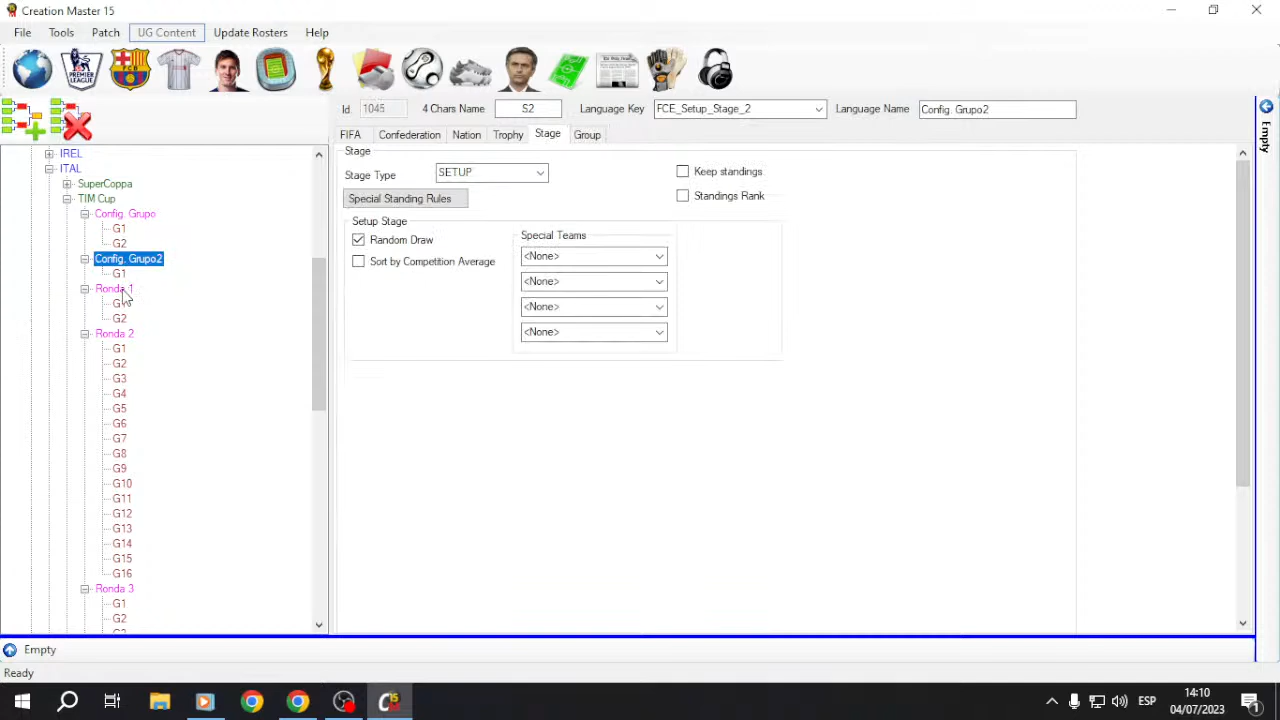 Creation Master 15
File Tools Patch UG Content Update Rosters Help
Id. 1045 4 Chars Name S2 Language Key FCE_Setup_Stage_2 Language Name Config. Grupo2
FIFA Confederation Nation Trophy Stage Group
IREL
ITAL
SuperCoppa
TIM Cup
Config. Grupo
G1
G2
Config. Grupo2
G1
Ronda 1
G1
G2
Ronda 2
G1
G2
G3
G4
G5
G6
G7
G8
G9
G10
G11
G12
G13
G14
G15
G16
Ronda 3
G1
G2
Stage
Stage Type SETUP
Keep standings
Special Standing Rules
Standings Rank
Setup Stage
Random Draw
Sort by Competition Average
Special Teams
<None>
<None>
<None>
<None>
Empty
Empty
Ready
ESP
14:10
04/07/2023
1